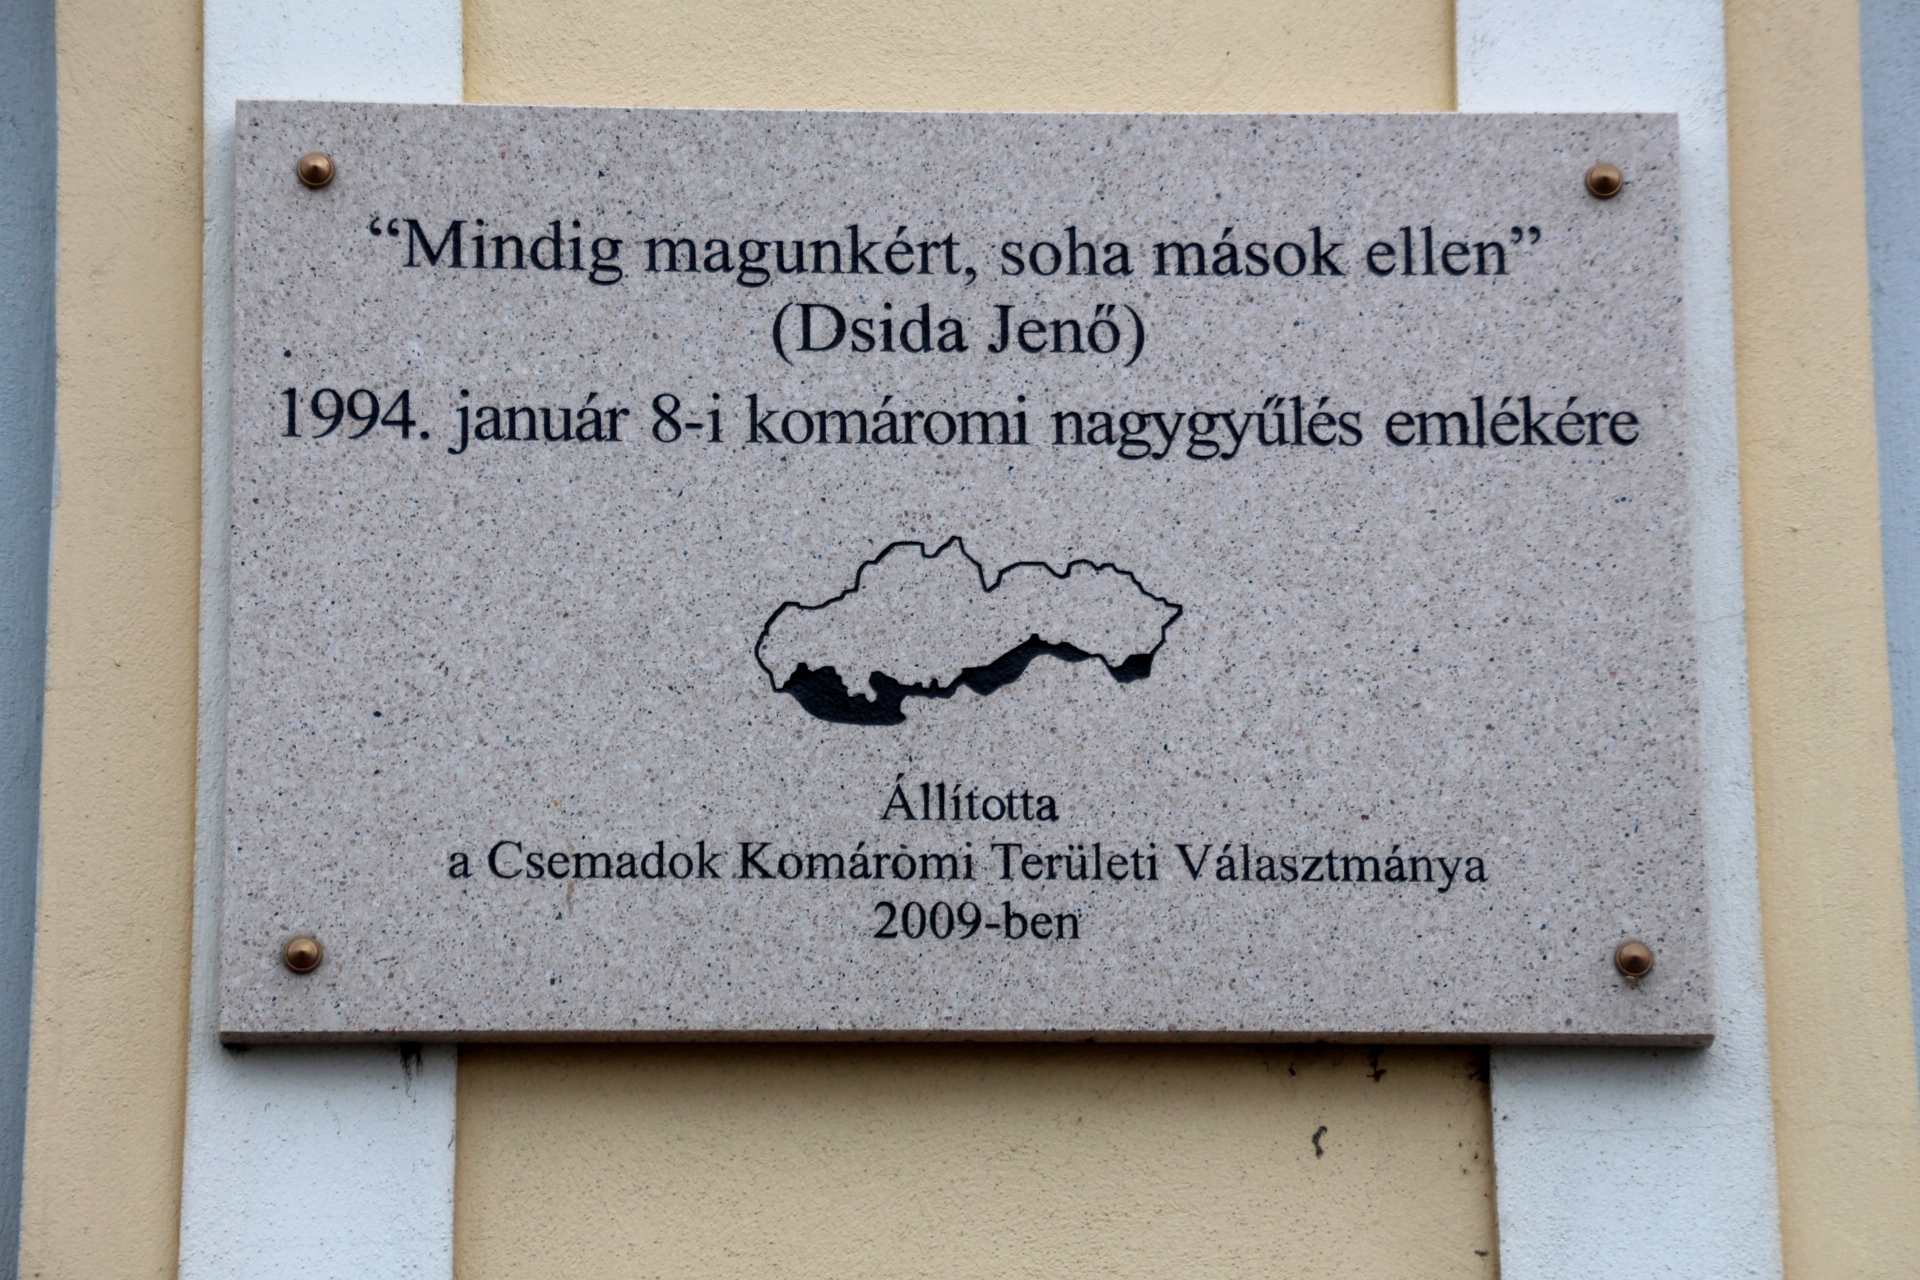 “Mindig magunkért, soha mások ellen”
(Dsida Jenő)
1994. január 8-i komáromi nagygyűlés emlékére
Állította
a Csemadok Komáromi Területi Választmánya
2009-ben